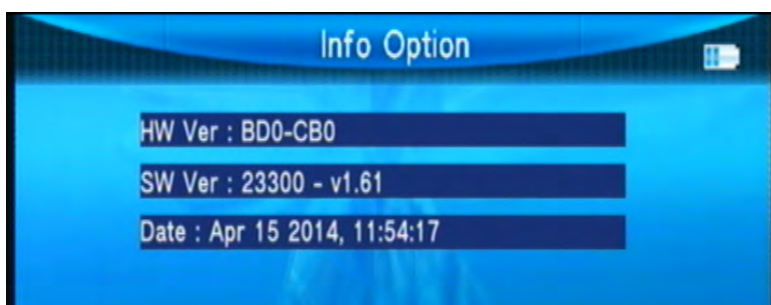 Info Option
HW Ver : BD0-CB0
SW Ver : 23300 - v1.61
Date : Apr 15 2014, 11:54:17